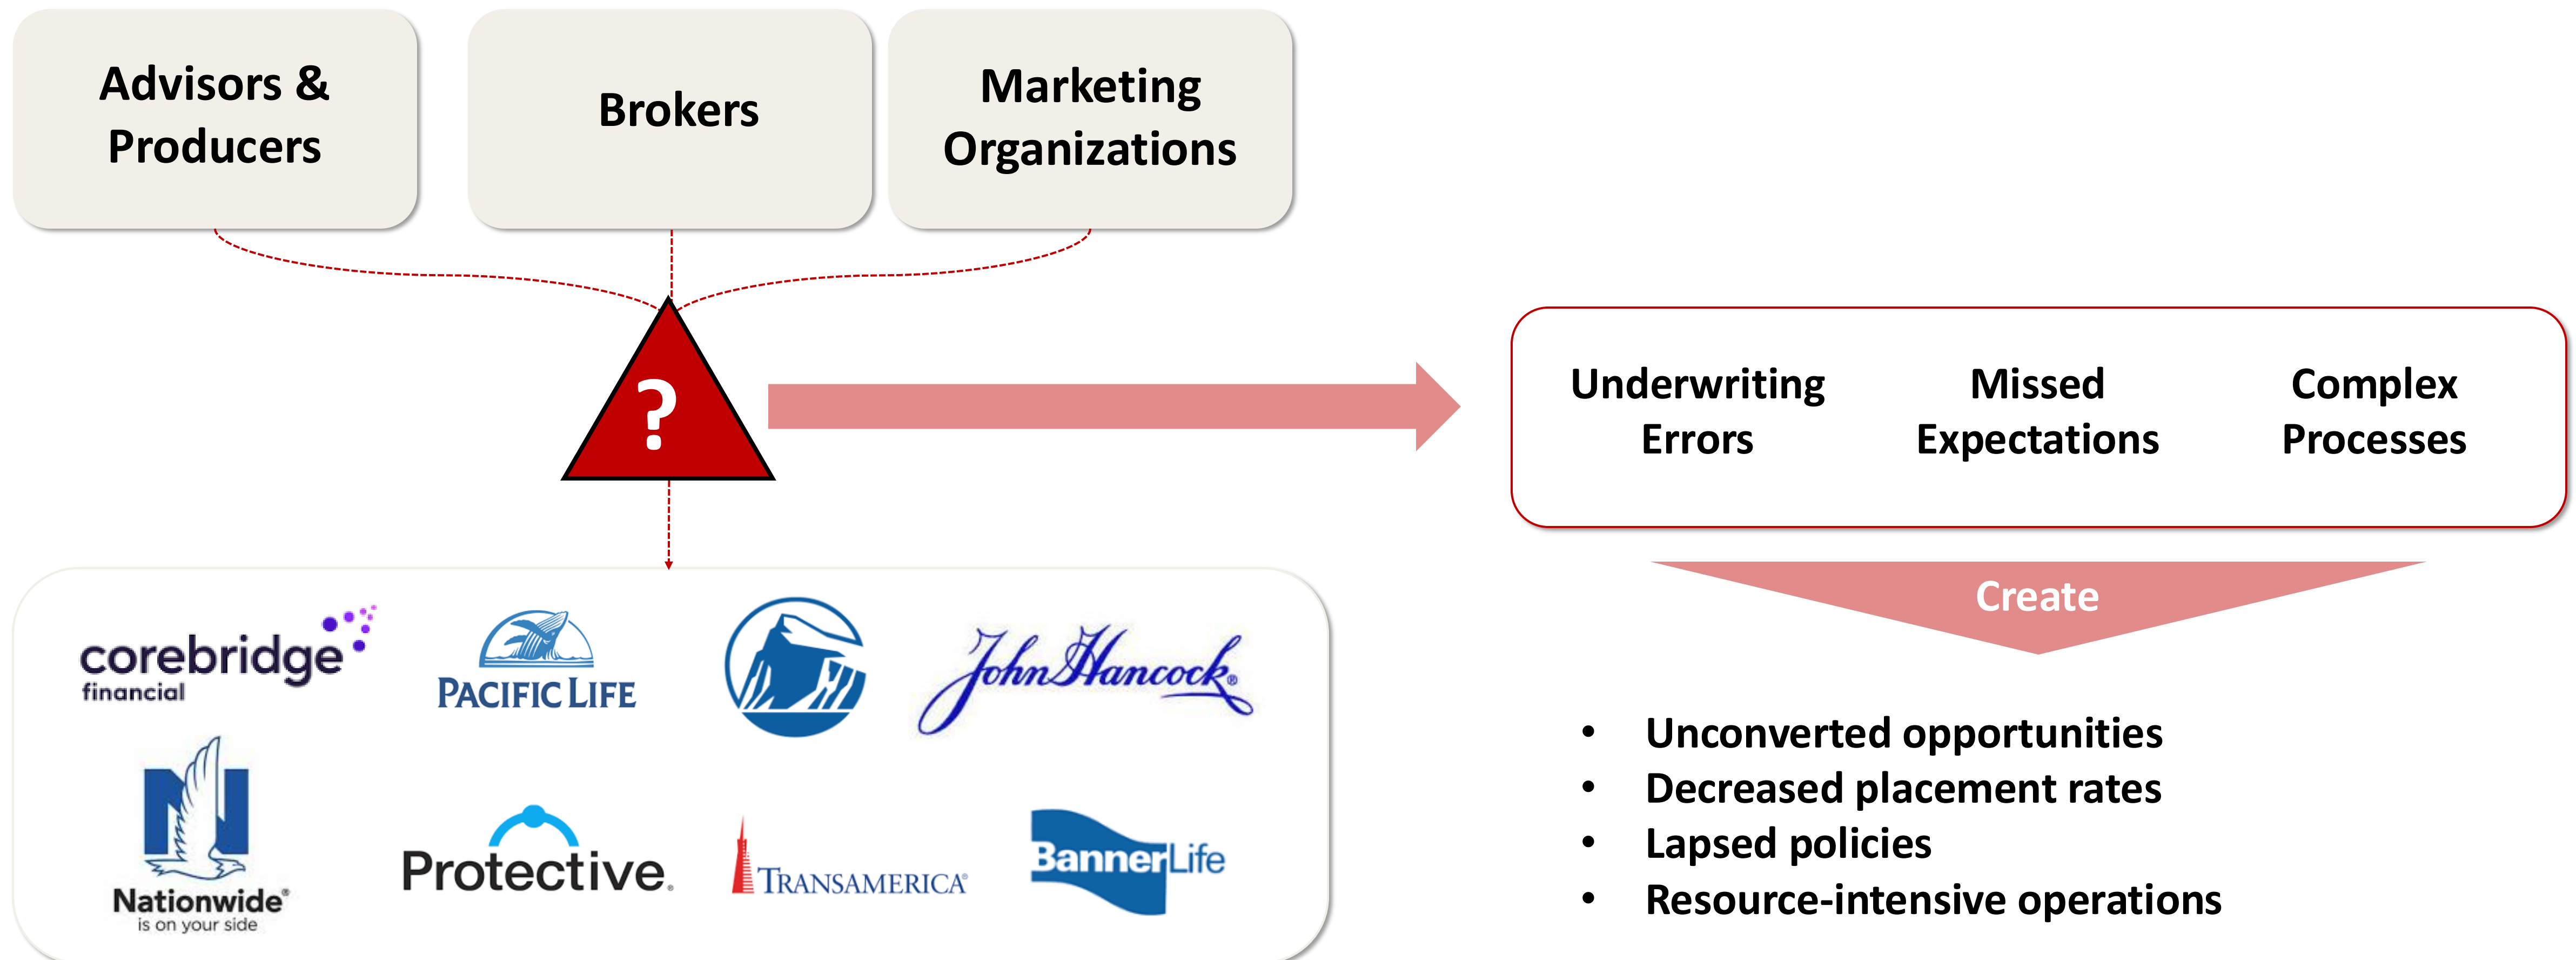 Advisors &
Producers
Brokers
Marketing
Organizations
?
Underwriting
Errors
Missed
Expectations
Complex
Processes
Create
corebridge
financial
PACIFIC LIFE
John Hancock®
Nationwide®
is on your side
Protective®
TRANSAMERICA®
BannerLife
• Unconverted opportunities
• Decreased placement rates
• Lapsed policies
• Resource-intensive operations